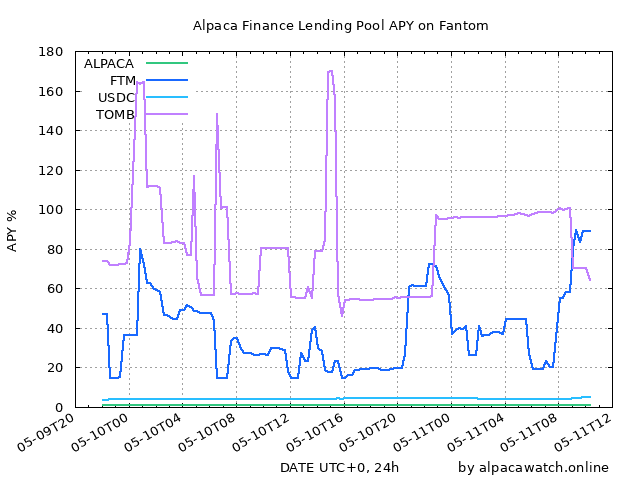 Alpaca Finance Lending Pool APY on Fantom
APY %
180
160
140
120
100
80
60
40
20
0
ALPACA
FTM
USDC
TOMB
05-09T20
05-10T00
05-10T04
05-10T08
05-10T12
05-10T16
05-10T20
05-11T00
05-11T04
05-11T08
05-11T12
DATE UTC+0, 24h
by alpacawatch.online